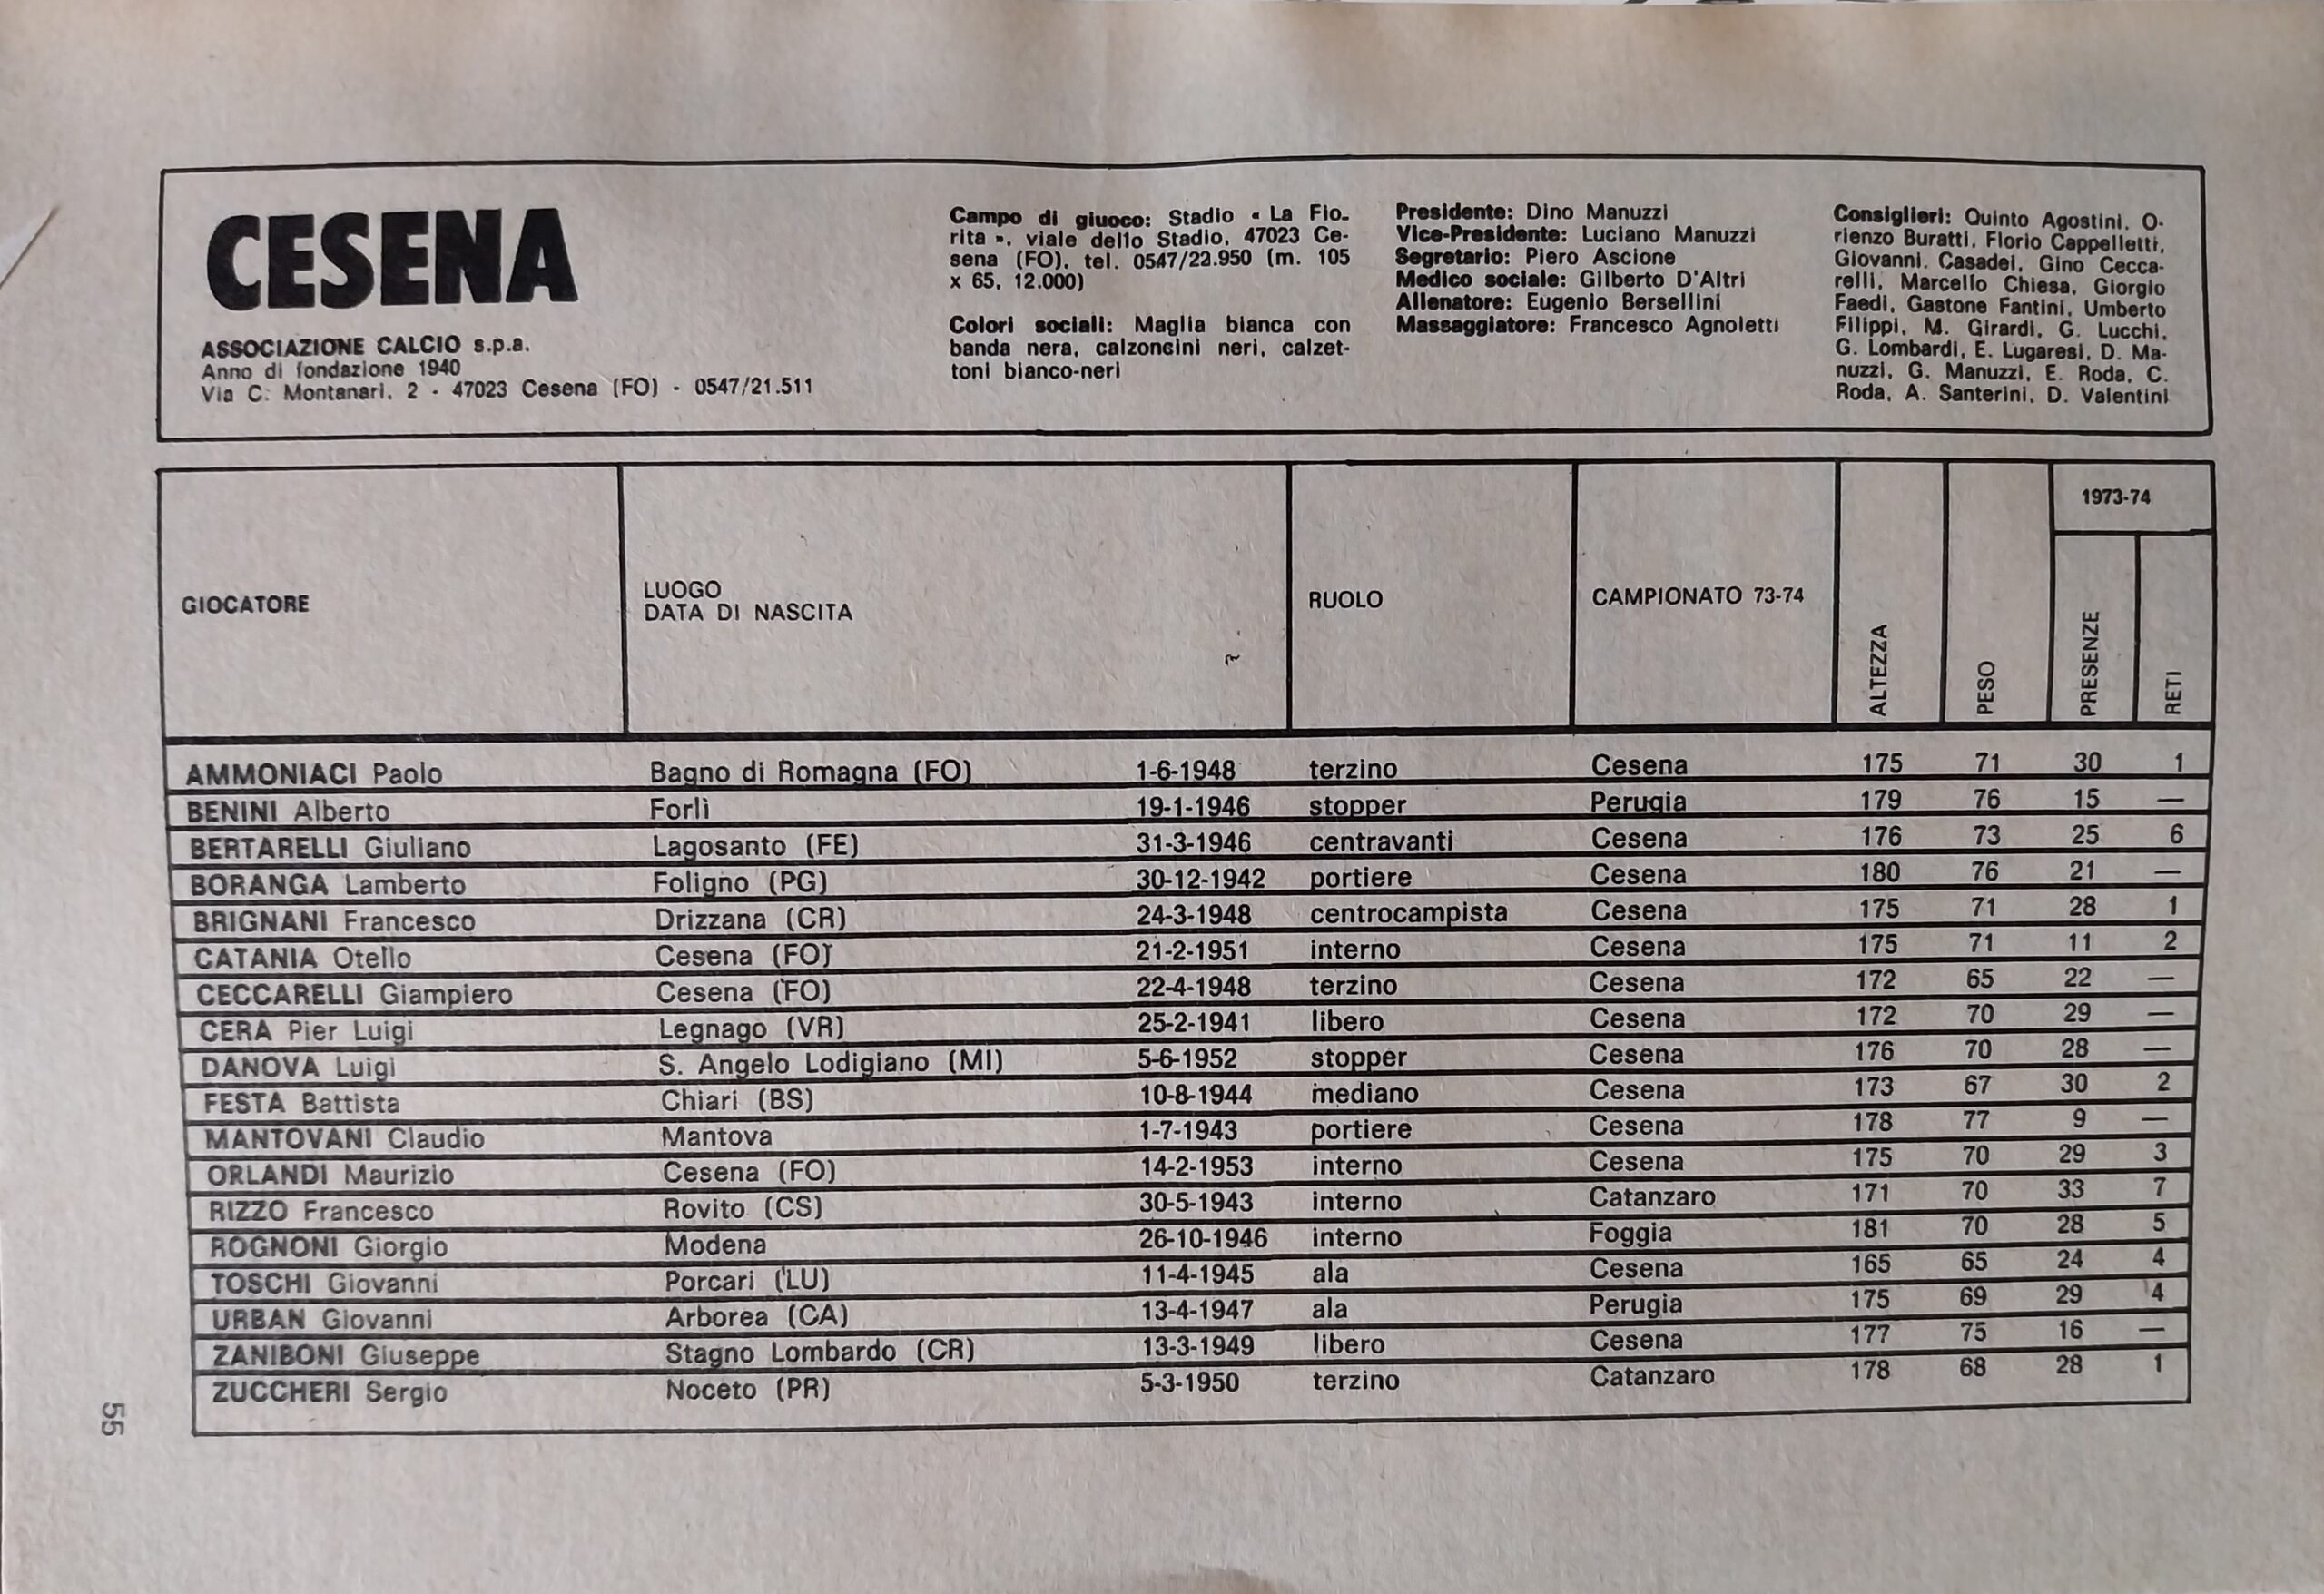 CESENA
ASSOCIAZIONE CALCIO s.p.a.
Anno di fondazione 1940
Via C. Montanari, 2 - 47023 Cesena (FO) - 0547/21.511
Campo di giuoco: Stadio « La Fio-
rita », viale dello Stadio, 47023 Ce-
sena (FO), tel. 0547/22.950 (m. 105
x 65, 12.000)
Colori sociali: Maglia bianca con
banda nera, calzoncini neri, calzet-
toni bianco-neri
Presidente: Dino Manuzzi
Vice-Presidente: Luciano Manuzzi
Segretario: Piero Ascione
Medico sociale: Gilberto D'Altri
Allenatore: Eugenio Bersellini
Massaggiatore: Francesco Agnoletti
Consiglieri: Quinto Agostini, O-
rienzo Buratti, Florio Cappelletti,
Giovanni. Casadei, Gino Cecca-
relli, Marcello Chiesa, Giorgio
Faedi, Gastone Fantini, Umberto
Filippi, M. Girardi, G. Lucchi,
G. Lombardi, E. Lugaresi, D. Ma-
nuzzi, G. Manuzzi, E. Roda, C.
Roda, A. Santerini, D. Valentini
GIOCATORE
LUOGO
DATA DI NASCITA
RUOLO
CAMPIONATO 73-74
ALTEZZA
PESO
1973-74
PRESENZE
RETI
AMMONIACI Paolo Bagno di Romagna (FO) 1-6-1948 terzino Cesena 175 71 30 1
BENINI Alberto Forlì 19-1-1946 stopper Perugia 179 76 15 —
BERTARELLI Giuliano Lagosanto (FE) 31-3-1946 centravanti Cesena 176 73 25 6
BORANGA Lamberto Foligno (PG) 30-12-1942 portiere Cesena 180 76 21 —
BRIGNANI Francesco Drizzana (CR) 24-3-1948 centrocampista Cesena 175 71 28 1
CATANIA Otello Cesena (FO) 21-2-1951 interno Cesena 175 71 11 2
CECCARELLI Giampiero Cesena (FO) 22-4-1948 terzino Cesena 172 65 22 —
CERA Pier Luigi Legnago (VR) 25-2-1941 libero Cesena 172 70 29 —
DANOVA Luigi S. Angelo Lodigiano (MI) 5-6-1952 stopper Cesena 176 70 28 —
FESTA Battista Chiari (BS) 10-8-1944 mediano Cesena 173 67 30 2
MANTOVANI Claudio Mantova 1-7-1943 portiere Cesena 178 77 9 —
ORLANDI Maurizio Cesena (FO) 14-2-1953 interno Cesena 175 70 29 3
RIZZO Francesco Rovito (CS) 30-5-1943 interno Catanzaro 171 70 33 7
ROGNONI Giorgio Modena 26-10-1946 interno Foggia 181 70 28 5
TOSCHI Giovanni Porcari (LU) 11-4-1945 ala Cesena 165 65 24 4
URBAN Giovanni Arborea (CA) 13-4-1947 ala Perugia 175 69 29 4
ZANIBONI Giuseppe Stagno Lombardo (CR) 13-3-1949 libero Cesena 177 75 16 —
ZUCCHERI Sergio Noceto (PR) 5-3-1950 terzino Catanzaro 178 68 28 1
55